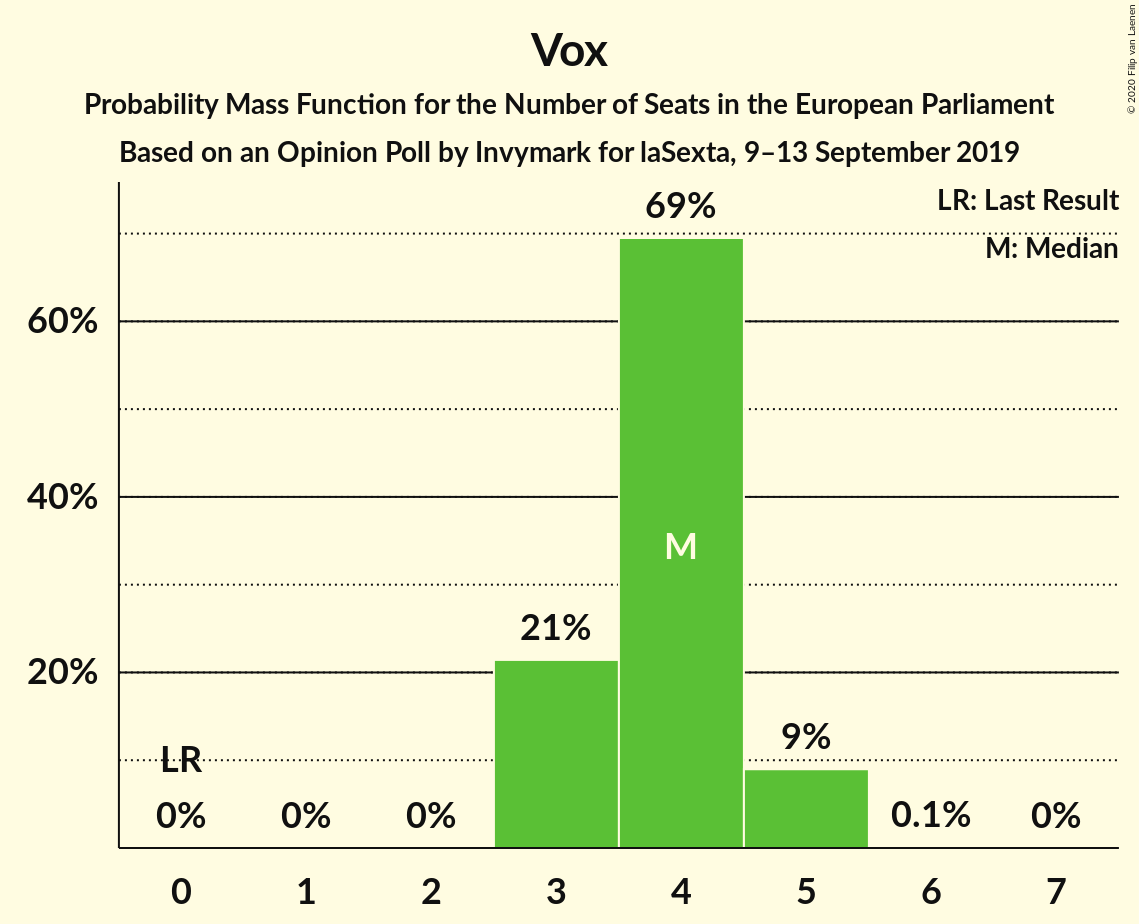 Vox
Probability Mass Function for the Number of Seats in the European Parliament
Based on an Opinion Poll by Invymark for laSexta, 9–13 September 2019
© 2020 Filip van Laenen
LR: Last Result
M: Median
69%
60%
40%
M
21%
20%
9%
LR
0% 0% 0% 0.1% 0%
0 1 2 3 4 5 6 7